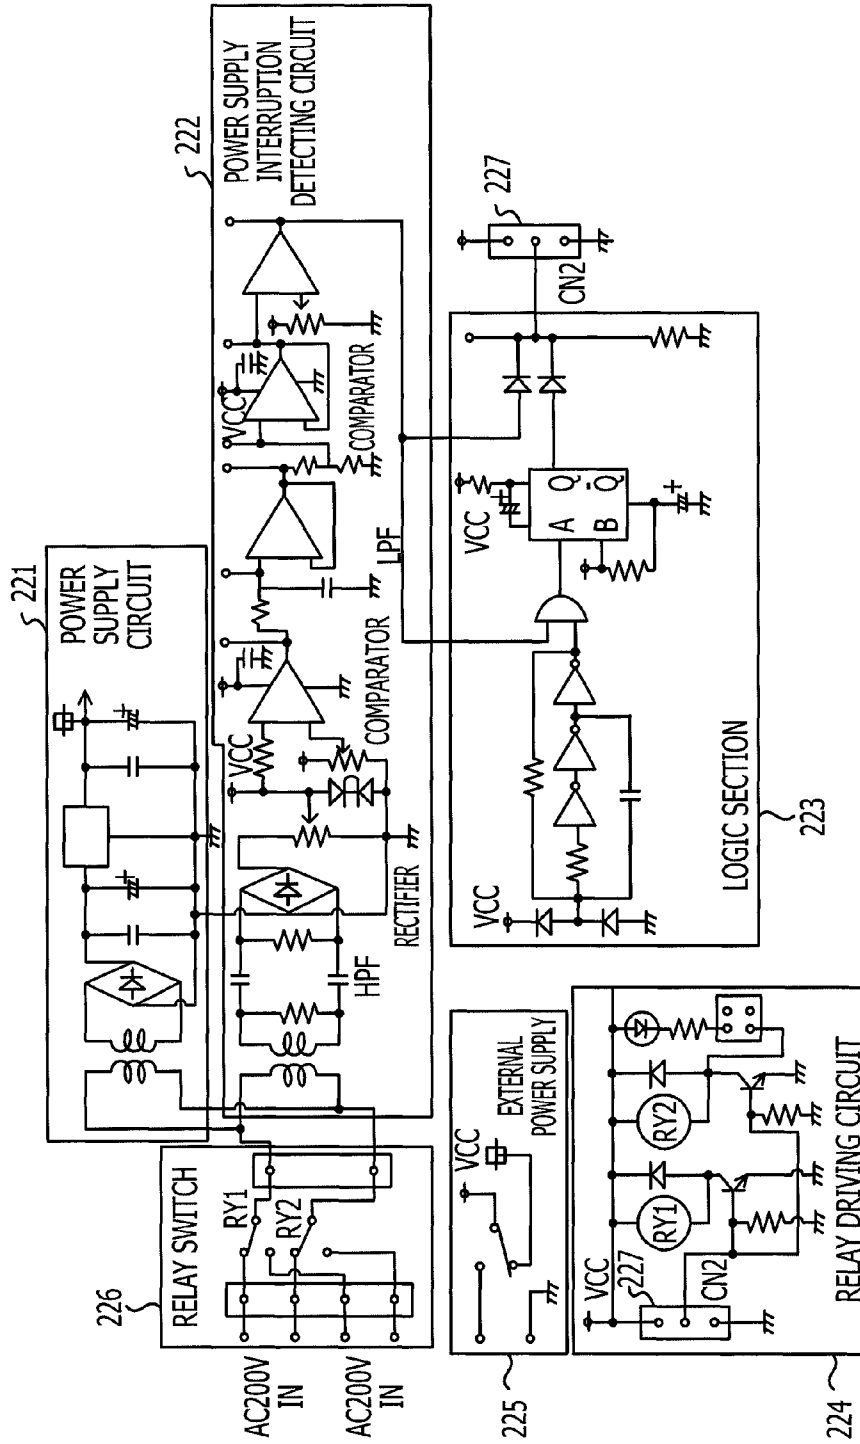 221
POWER
SUPPLY
CIRCUIT
222
POWER SUPPLY
INTERRUPTION
DETECTING CIRCUIT
VCC
COMPARATOR
LPF
VCC
COMPARATOR
RECTIFIER
HPF
226
RELAY SWITCH
RY1
RY2
AC200V
IN
AC200V
IN
227
CN2
VCC
A
Q
B
Q̄
VCC
LOGIC SECTION
223
EXTERNAL
POWER SUPPLY
VCC
225
VCC
227
CN2
RY1
RY2
RELAY DRIVING CIRCUIT
224